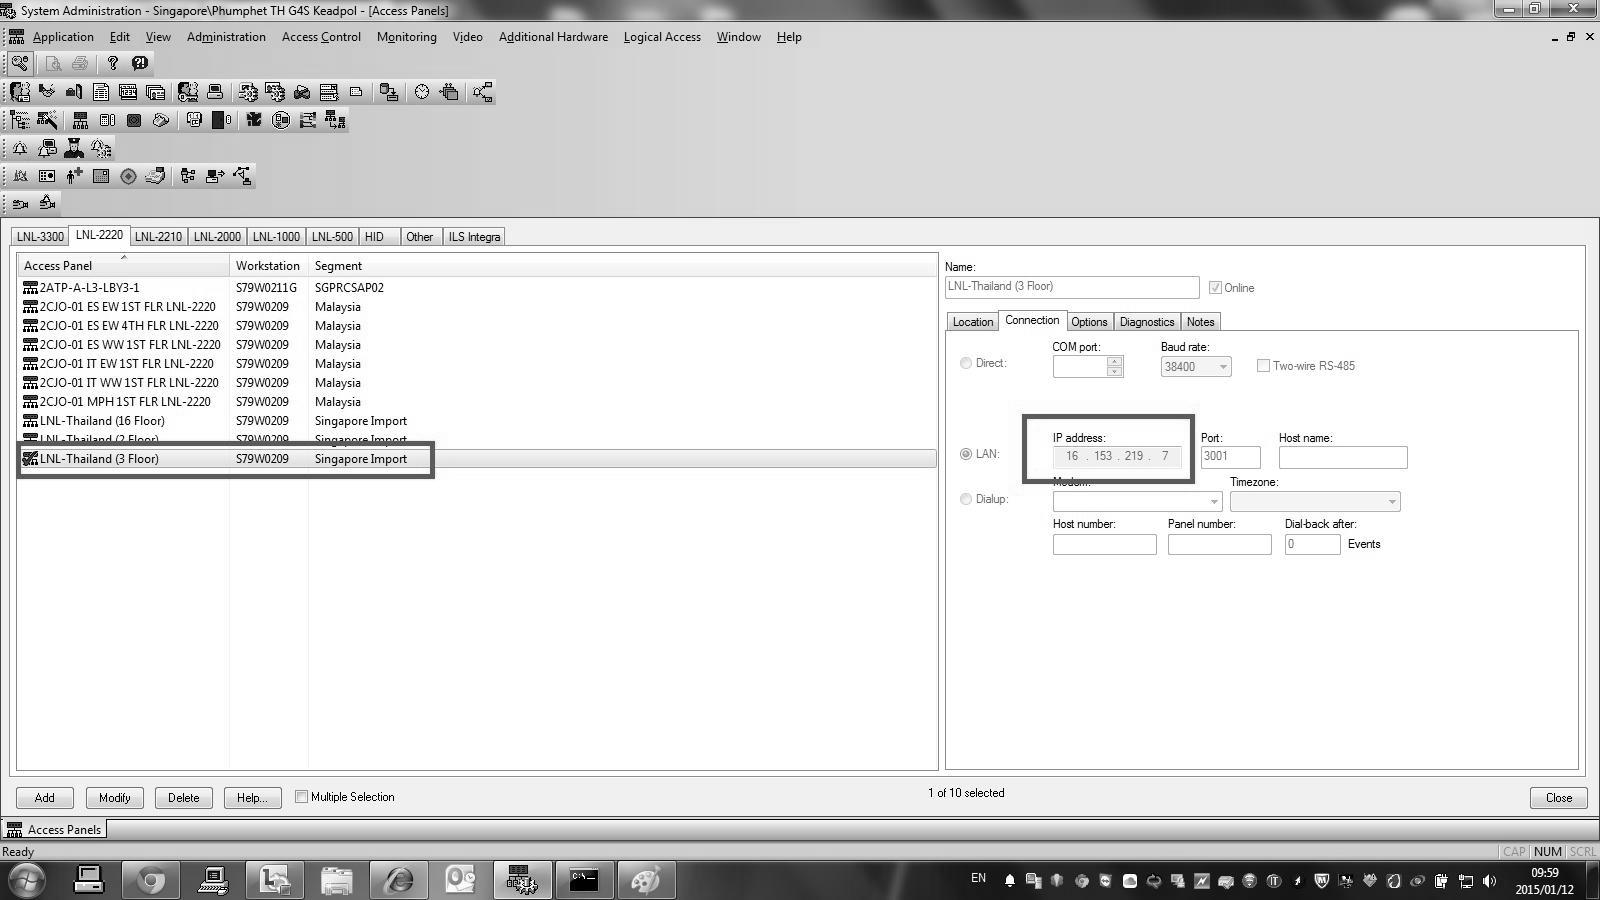 System Administration - Singapore\Phumphet TH G4S Keadpol - [Access Panels]
Application Edit View Administration Access Control Monitoring Video Additional Hardware Logical Access Window Help
LNL-3300 LNL-2220 LNL-2210 LNL-2000 LNL-1000 LNL-500 HID Other ILS Integra
Access Panel Workstation Segment
2ATP-A-L3-LBY3-1 S79W0211G SGPRCSAP02
2CJO-01 ES EW 1ST FLR LNL-2220 S79W0209 Malaysia
2CJO-01 ES EW 4TH FLR LNL-2220 S79W0209 Malaysia
2CJO-01 ES WW 1ST FLR LNL-2220 S79W0209 Malaysia
2CJO-01 IT EW 1ST FLR LNL-2220 S79W0209 Malaysia
2CJO-01 IT WW 1ST FLR LNL-2220 S79W0209 Malaysia
2CJO-01 MPH 1ST FLR LNL-2220 S79W0209 Malaysia
LNL-Thailand (16 Floor) S79W0209 Singapore Import
LNL-Thailand (2 Floor) S79W0209 Singapore Import
LNL-Thailand (3 Floor) S79W0209 Singapore Import
Name:
LNL-Thailand (3 Floor) Online
Location Connection Options Diagnostics Notes
COM port: Baud rate:
Direct: 38400 Two-wire RS-485
IP address: Port: Host name:
LAN: 16 . 153 . 219 . 7 3001
Modem: Timezone:
Dialup:
Host number: Panel number: Dial-back after:
0 Events
Add Modify Delete Help... Multiple Selection 1 of 10 selected Close
Access Panels
Ready CAP NUM SCRL
EN 09:59
2015/01/12